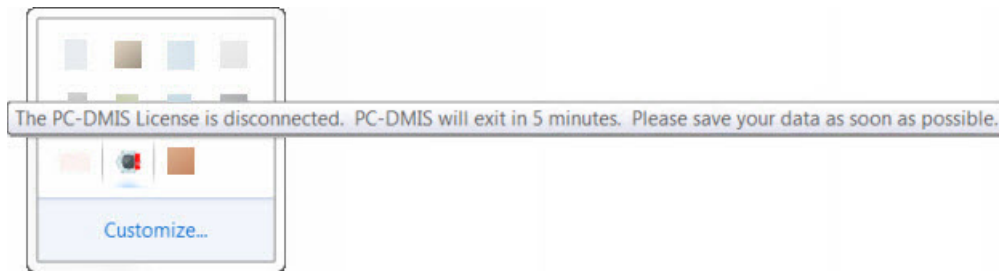 The PC-DMIS License is disconnected. PC-DMIS will exit in 5 minutes. Please save your data as soon as possible.
Customize...